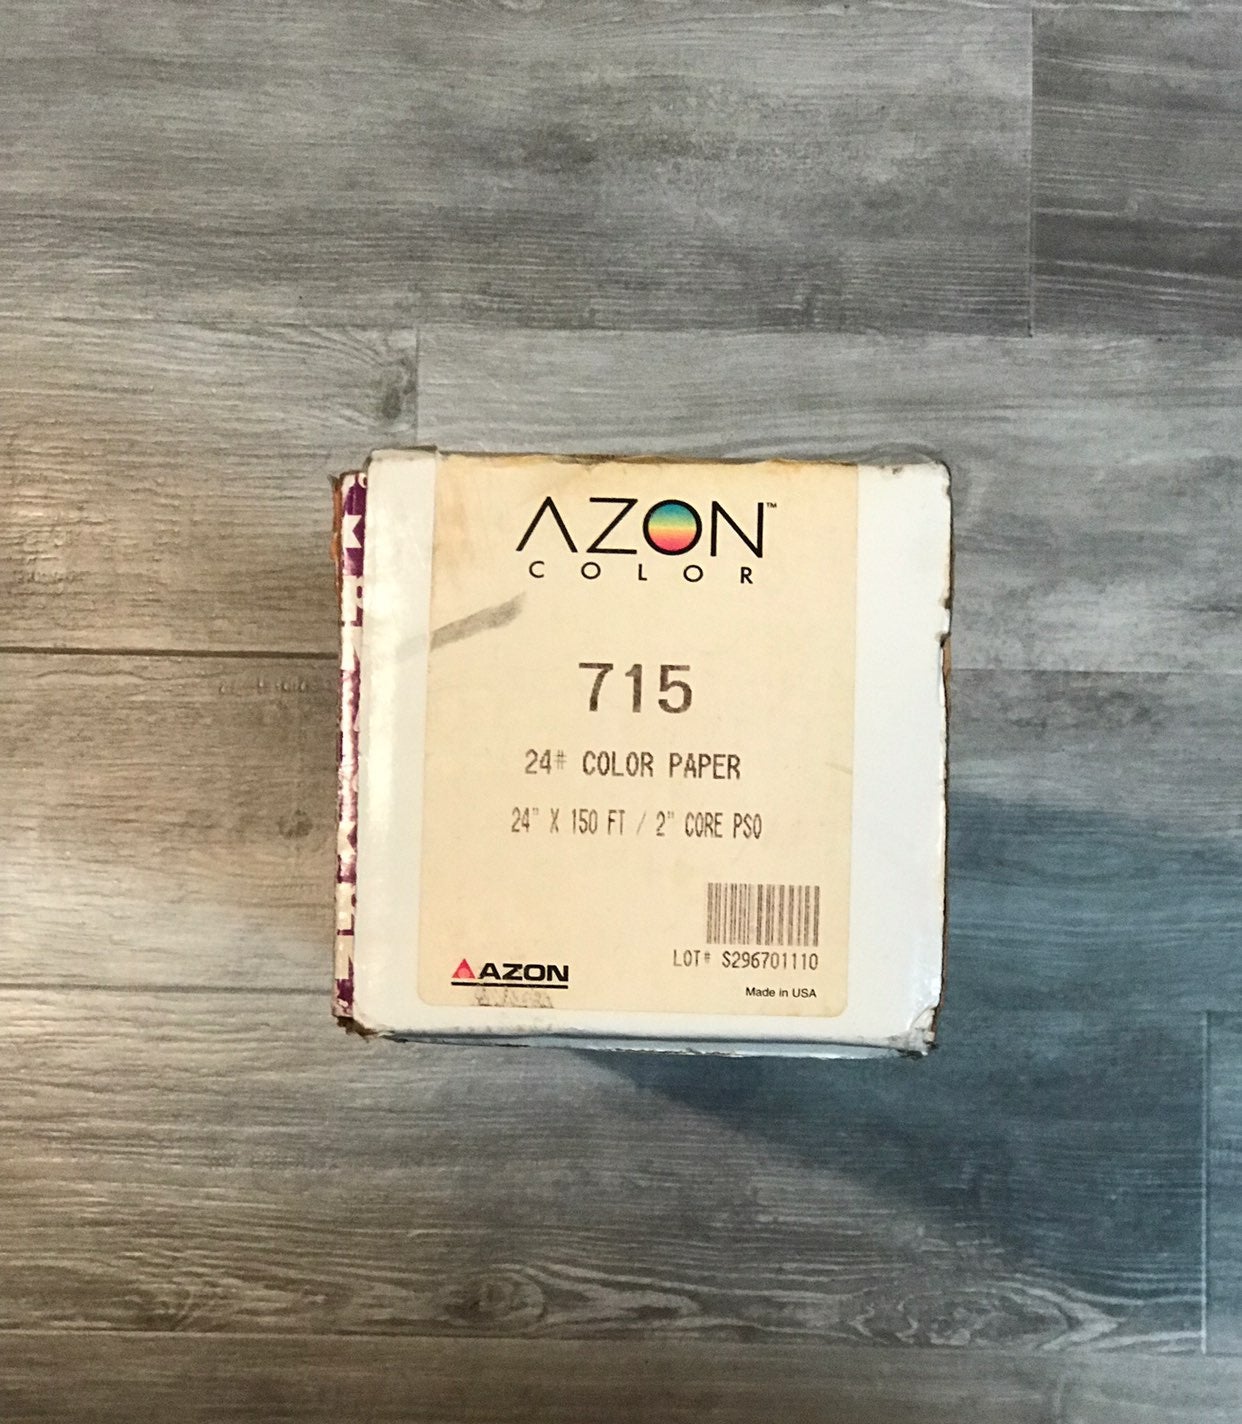 AZON™
COLOR
715
24# COLOR PAPER
24" X 150 FT / 2" CORE PSO
LOT# S296701110
AZON
Made in USA